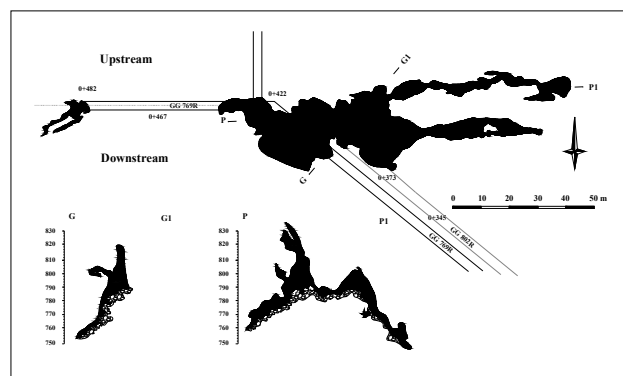 Upstream
G1
0+482
0+422
GG 769R
P1
0+467
P
Downstream
G
0+373
0 10 20 30 40 50 m
0+345
GG 802R
GG 769R
G G1 P P1
830 830
820 820
810 810
800 800
790 790
780 780
770 770
760 760
750 750